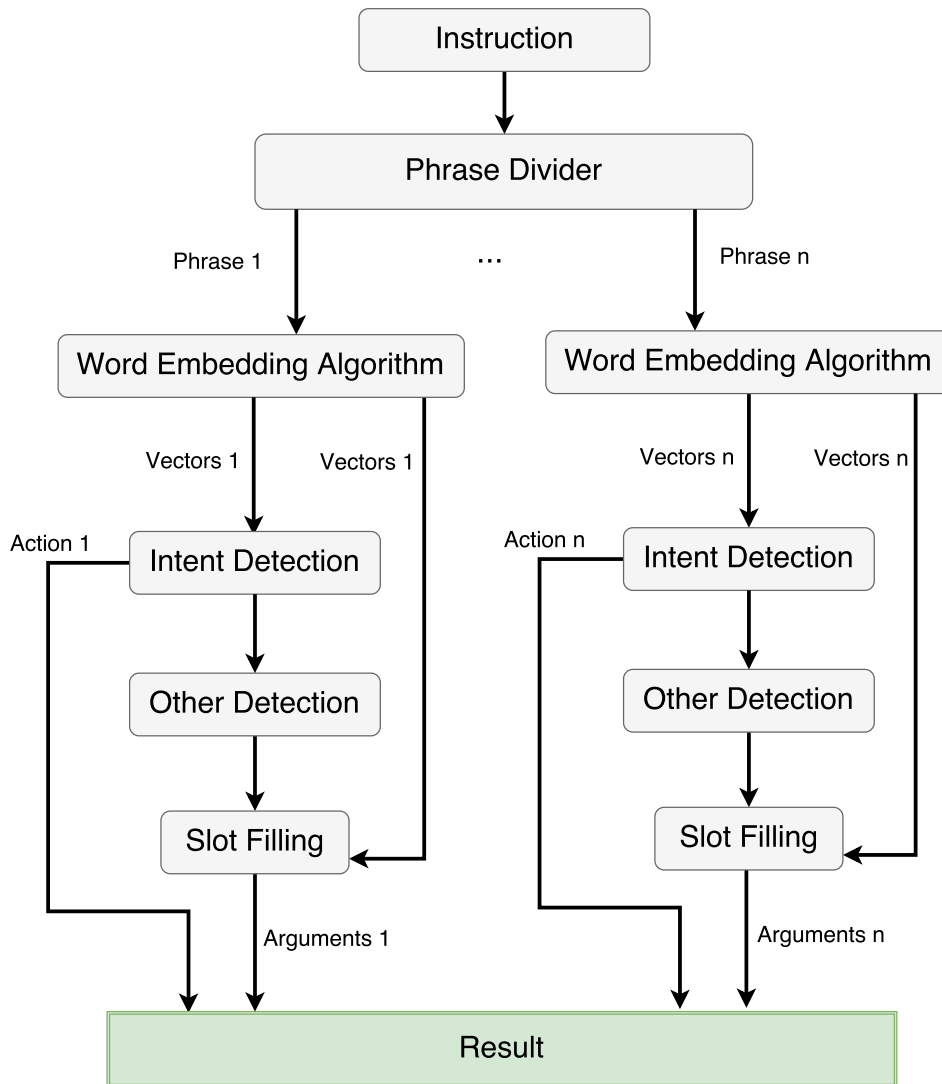 Instruction
Phrase Divider
Phrase 1
...
Phrase n
Word Embedding Algorithm
Word Embedding Algorithm
Vectors 1
Vectors 1
Vectors n
Vectors n
Action 1
Intent Detection
Action n
Intent Detection
Other Detection
Other Detection
Slot Filling
Slot Filling
Arguments 1
Arguments n
Result